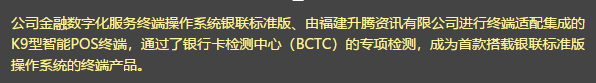 公司金融数字化服务终端操作系统银联标准版、由福建升腾资讯有限公司进行终端适配集成的
K9型智能POS终端，通过了银行卡检测中心（BCTC）的专项检测，成为首款搭载银联标准版
操作系统的终端产品。